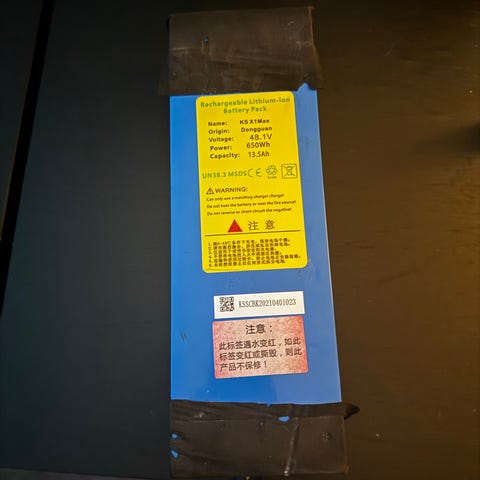 Rechargeable Lithium-ion
Battery Pack
Name: KS X1Max
Origin: Dongguan
Voltage: 48.1V
Power: 650Wh
Capacity: 13.5Ah
UN38.3 MSDS CE
WARNING:
Can only use a matching charger charge!
Do not heat the battery or near the fire source!
Do not reverse or short circuit the negative!
注意
KSSCBK20210401023
注意：
此标签遇水变红，如此
标签变红或撕毁，则此
产品不保修！